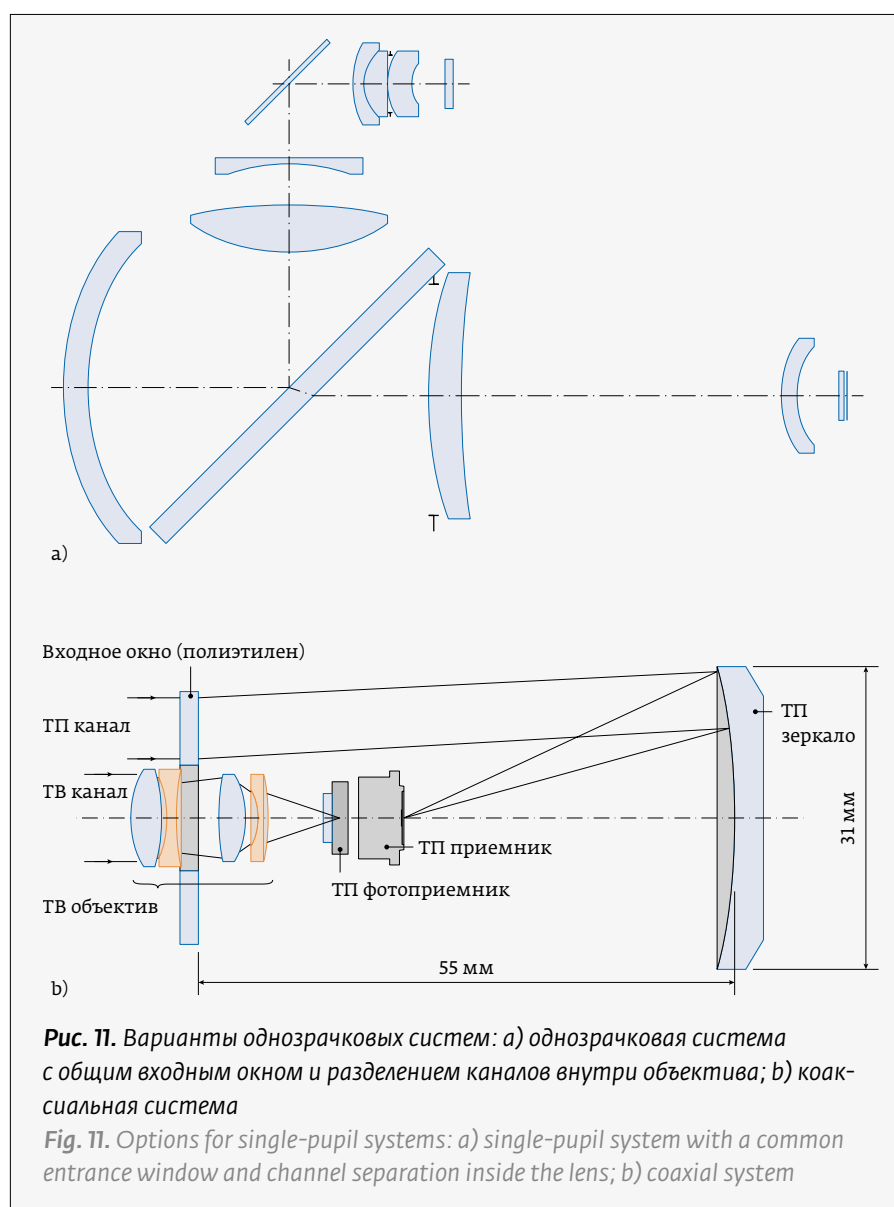 a)
Входное окно (полиэтилен)
ТП канал
ТП
зеркало
ТВ канал
31 мм
ТП приемник
ТП фотоприемник
ТВ объектив
55 мм
b)
Рис. 11. Варианты однозрачковых систем: a) однозрачковая система
с общим входным окном и разделением каналов внутри объектива; b) коак-
сиальная система
Fig. 11. Options for single-pupil systems: a) single-pupil system with a common
entrance window and channel separation inside the lens; b) coaxial system